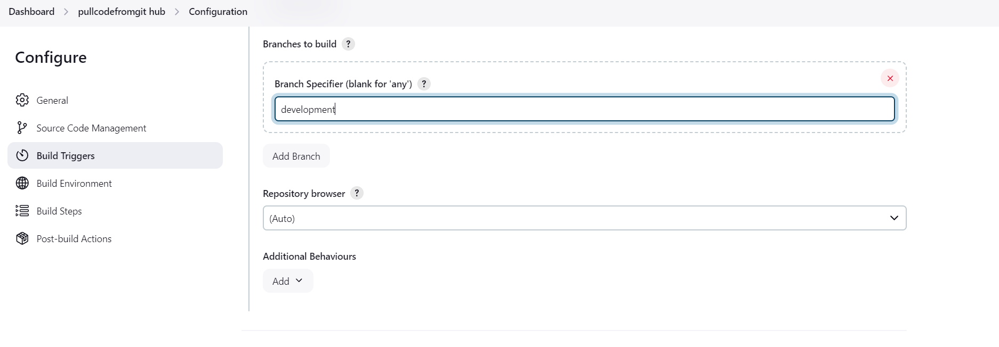 Dashboard > pullcodefromgit hub > Configuration
Configure
General
Source Code Management
Build Triggers
Build Environment
Build Steps
Post-build Actions
Branches to build ?
Branch Specifier (blank for 'any') ?
development
Add Branch
Repository browser ?
(Auto)
Additional Behaviours
Add